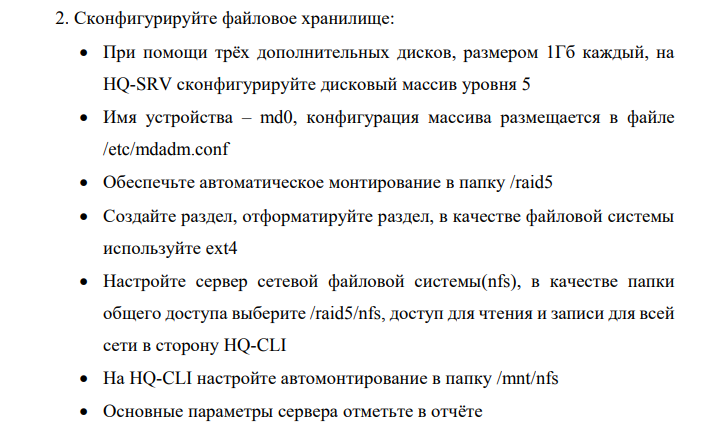 2. Сконфигурируйте файловое хранилище:
• При помощи трёх дополнительных дисков, размером 1Гб каждый, на
HQ-SRV сконфигурируйте дисковый массив уровня 5
• Имя устройства – md0, конфигурация массива размещается в файле
/etc/mdadm.conf
• Обеспечьте автоматическое монтирование в папку /raid5
• Создайте раздел, отформатируйте раздел, в качестве файловой системы
используйте ext4
• Настройте сервер сетевой файловой системы(nfs), в качестве папки
общего доступа выберите /raid5/nfs, доступ для чтения и записи для всей
сети в сторону HQ-CLI
• На HQ-CLI настройте автомонтирование в папку /mnt/nfs
• Основные параметры сервера отметьте в отчёте